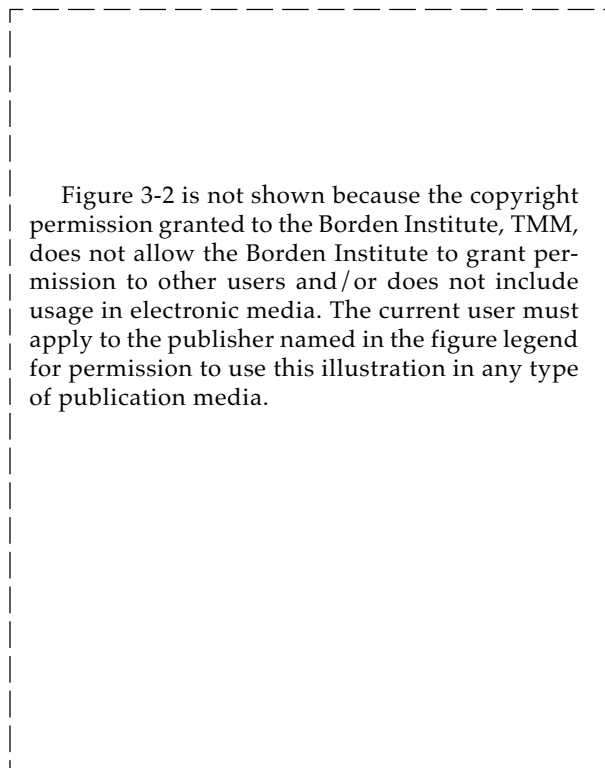 Figure 3-2 is not shown because the copyright
permission granted to the Borden Institute, TMM,
does not allow the Borden Institute to grant per-
mission to other users and/or does not include
usage in electronic media. The current user must
apply to the publisher named in the figure legend
for permission to use this illustration in any type
of publication media.